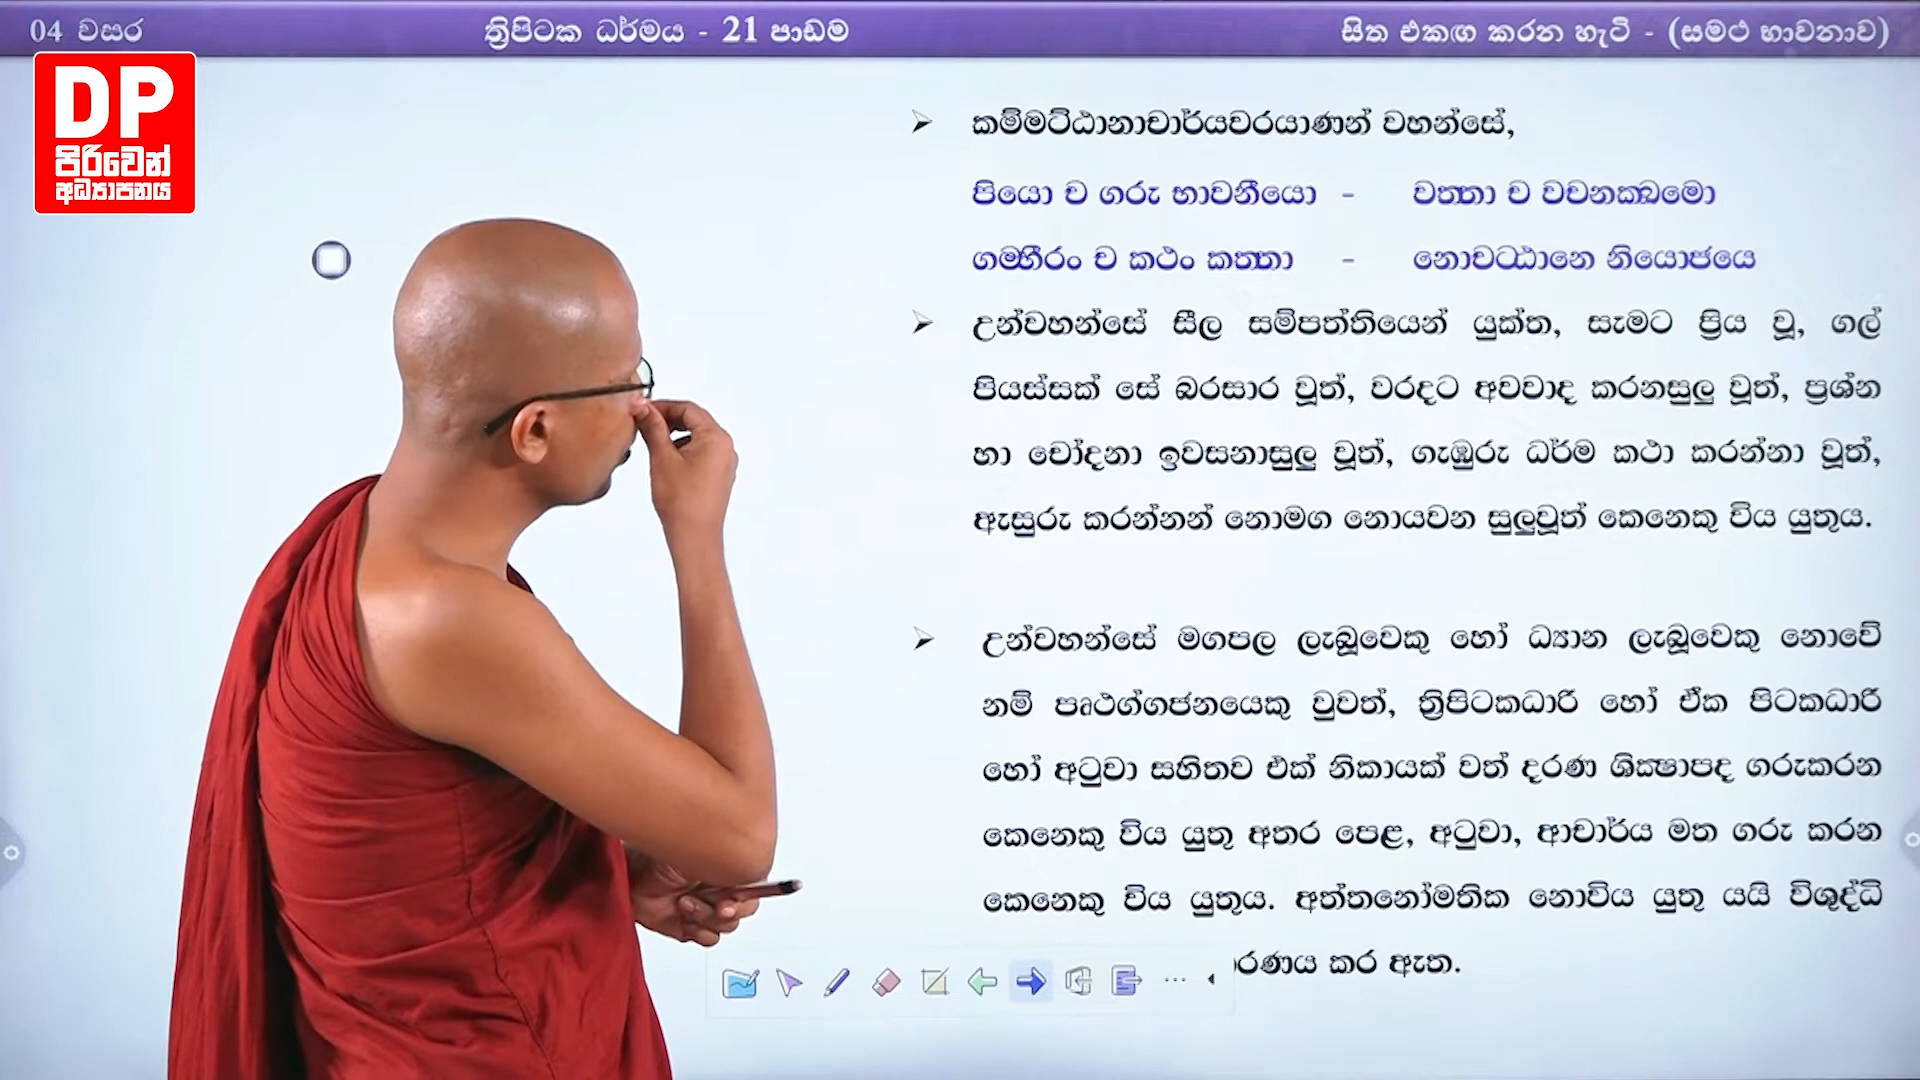 04 වසර
ත්‍රිපිටක ධර්මය - 21 පාඩම
සිත එකඟ කරන හැටි - (සමථ භාවනාව)
DP
පිරිවෙන්
අධ්‍යාපනය
කම්මට්ඨානාචාර්යවරයාණන් වහන්සේ,
පියො ච ගරු භාවනීයො - වත්‍තා ච වචනක්‍ඛමො
ගම්භීරං ච කථං කත්‍තා - නොචට්‍ඨානෙ නියොජයෙ
උන්වහන්සේ සීල සම්පත්තියෙන් යුක්ත, සැමට ප්‍රිය වූ, ගල්
පියස්සක් සේ බරසාර වූත්, වරදට අවවාද කරනසුලු වූත්, ප්‍රශ්න
හා චෝදනා ඉවසනාසුලු වූත්, ගැඹුරු ධර්ම කථා කරන්නා වූත්,
ඇසුරු කරන්නන් නොමග නොයවන සුලුවූත් කෙනෙකු විය යුතුය.
උන්වහන්සේ මගපල ලැබූවෙකු හෝ ධ්‍යාන ලැබූවෙකු නොවේ
නම් පෘථග්ගජනයෙකු වුවත්, ත්‍රිපිටකධාරී හෝ ඒක පිටකධාරී
හෝ අටුවා සහිතව එක් නිකායක් වත් දරණ ශික්‍ෂාපද ගරුකරන
කෙනෙකු විය යුතු අතර පෙළ, අටුවා, ආචාර්ය මත ගරු කරන
කෙනෙකු විය යුතුය. අත්තනෝමතික නොවිය යුතු යයි විශුද්ධි
රණය කර ඇත.